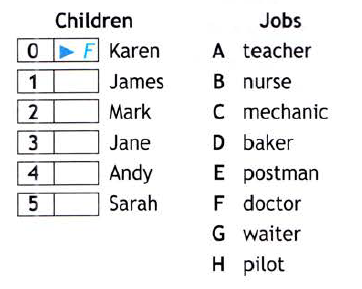 Children
0 ► F Karen
1 James
2 Mark
3 Jane
4 Andy
5 Sarah
Jobs
A teacher
B nurse
C mechanic
D baker
E postman
F doctor
G waiter
H pilot